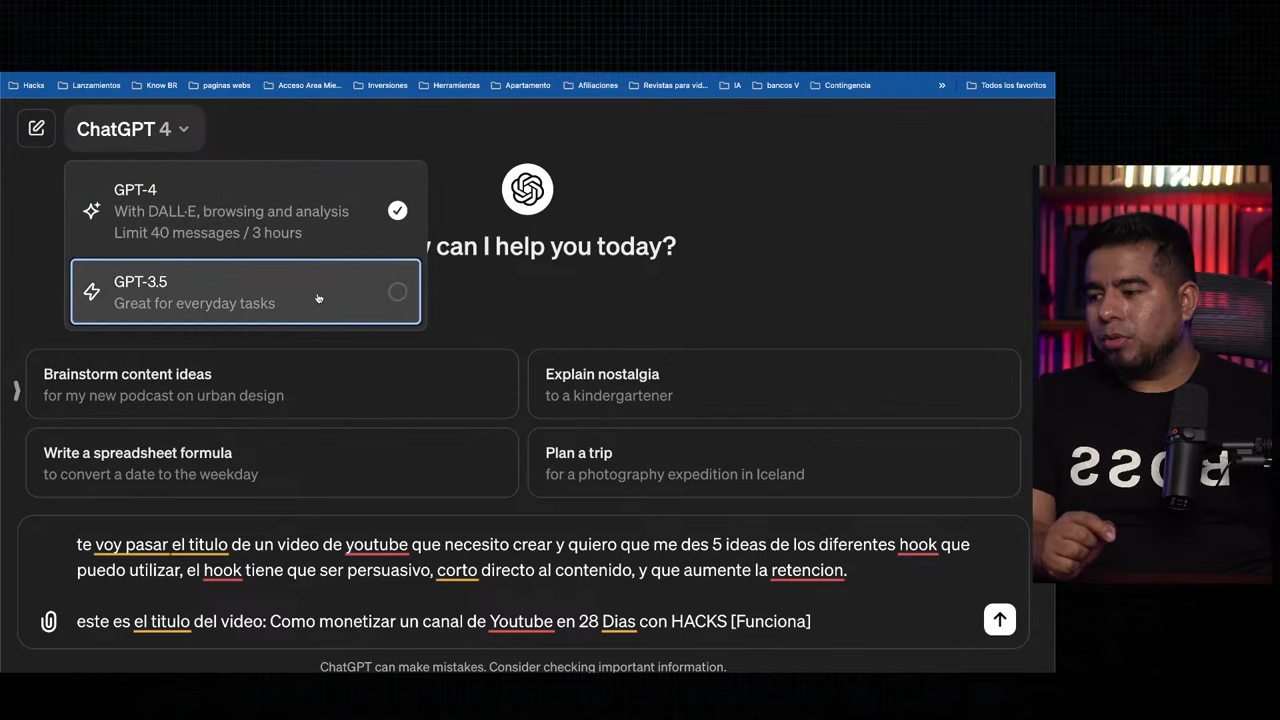 Hacks
Lanzamientos
Know BR
paginas webs
Acceso Area Mie...
Inversiones
Herramientas
Apartamento
Afiliaciones
Revistas para vid...
IA
bancos V
Contingencia
»
Todos los favoritos
ChatGPT 4
GPT-4
With DALL·E, browsing and analysis
Limit 40 messages / 3 hours
can I help you today?
GPT-3.5
Great for everyday tasks
Brainstorm content ideas
for my new podcast on urban design
Explain nostalgia
to a kindergartener
Write a spreadsheet formula
to convert a date to the weekday
Plan a trip
for a photography expedition in Iceland
te voy pasar el titulo de un video de youtube que necesito crear y quiero que me des 5 ideas de los diferentes hook que
puedo utilizar, el hook tiene que ser persuasivo, corto directo al contenido, y que aumente la retencion.
este es el titulo del video: Como monetizar un canal de Youtube en 28 Dias con HACKS [Funciona]
ChatGPT can make mistakes. Consider checking important information.
BOSS